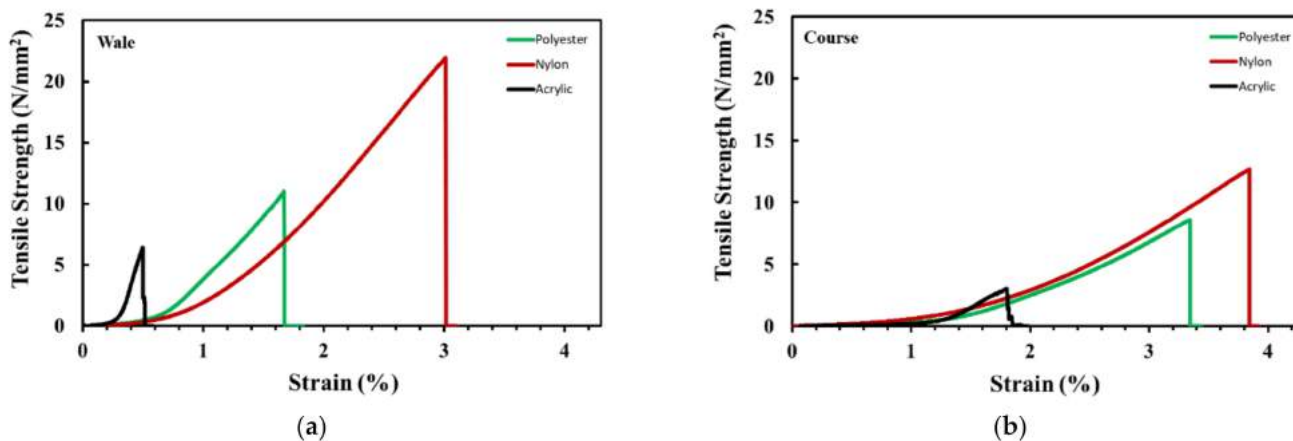 Wale
Polyester
Nylon
Acrylic
Tensile Strength (N/mm²)
25
20
15
10
5
0
0 1 2 3 4
Strain (%)
(a)
Course
Polyester
Nylon
Acrylic
Tensile Strength (N/mm²)
25
20
15
10
5
0
0 1 2 3 4
Strain (%)
(b)